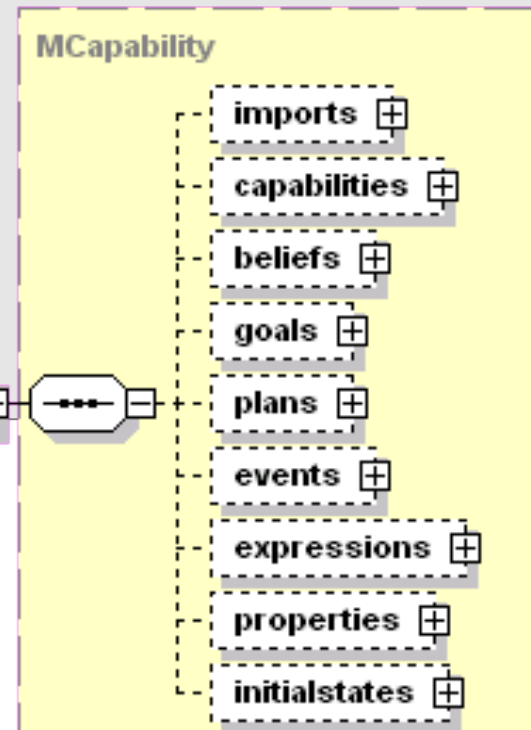 MCapability
imports
capabilities
beliefs
goals
plans
events
expressions
properties
initialstates